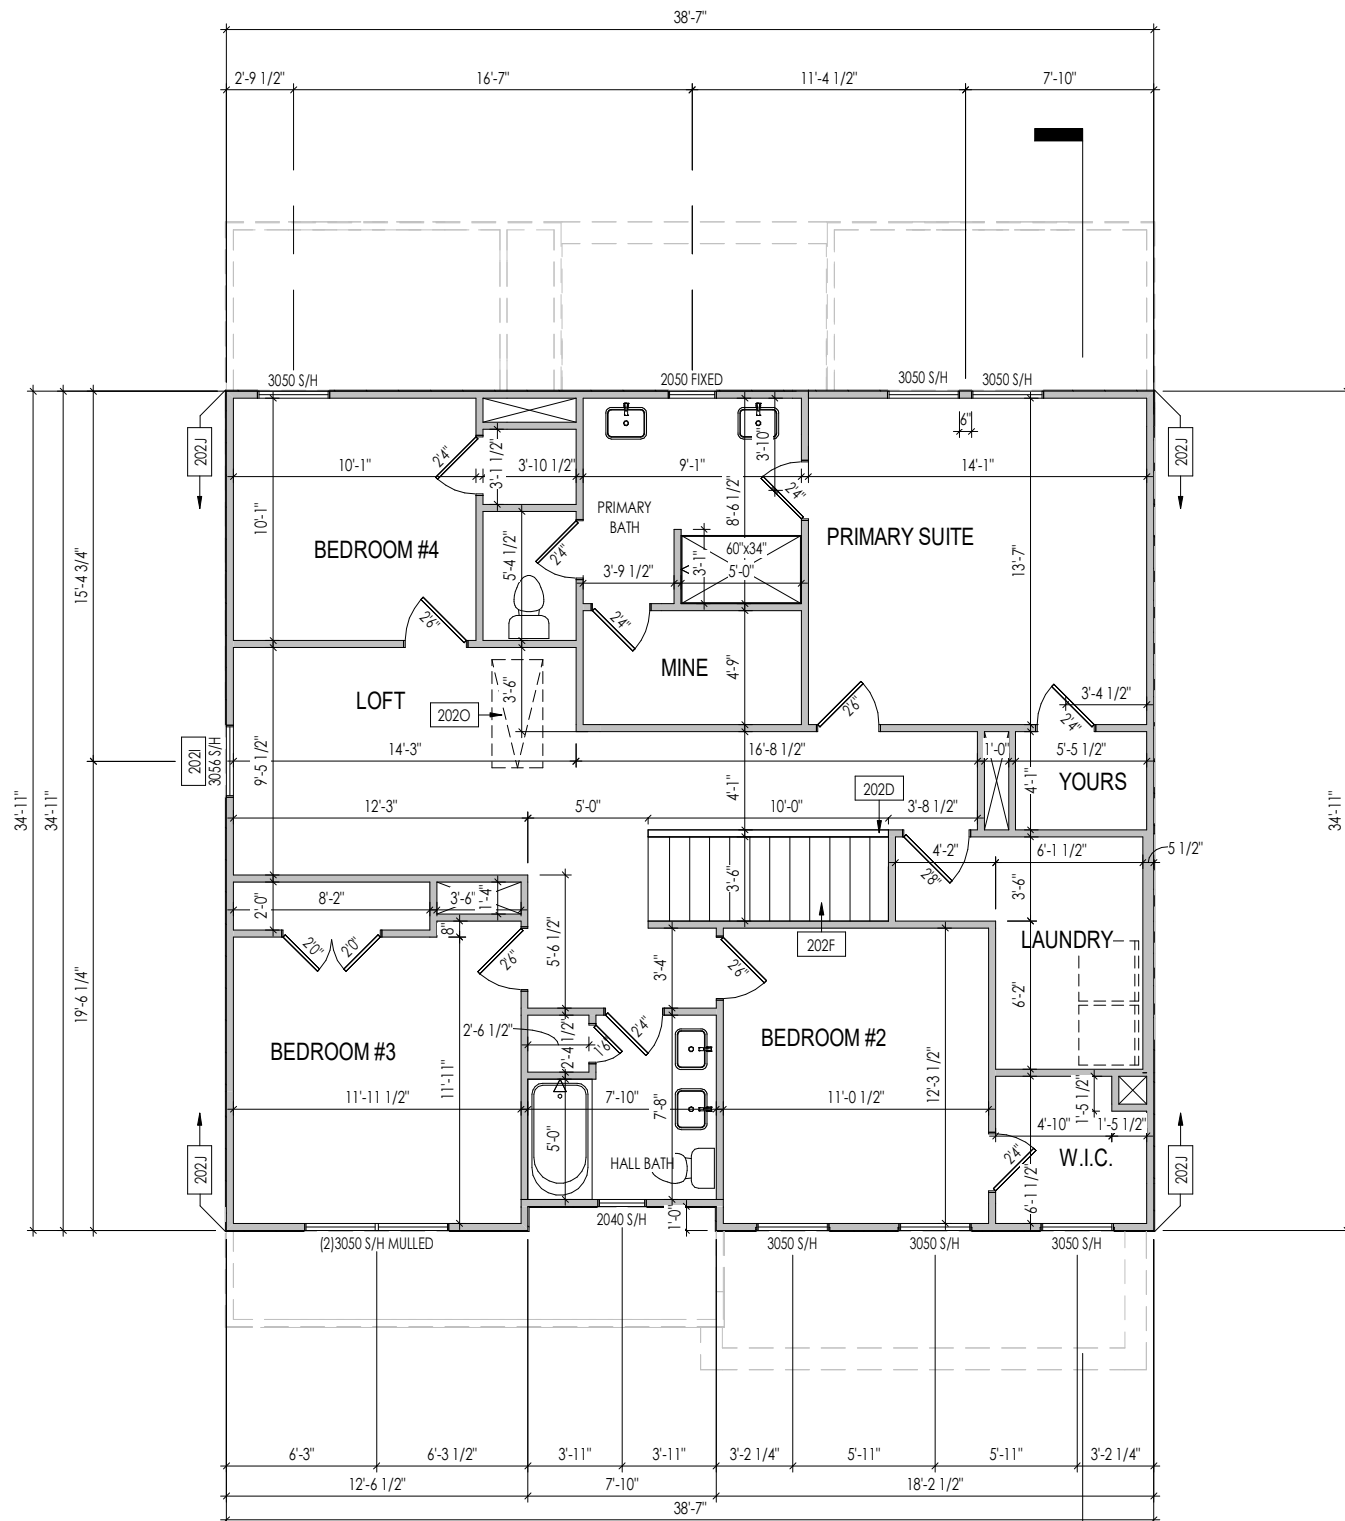 38'-7"
2'-9 1/2" 16'-7" 11'-4 1/2" 7'-10"
3050 S/H 2050 FIXED 3050 S/H 3050 S/H
6"
202J 202J
2'4" 3'-10"
10'-1" 3'-1 1/2" 3'-10 1/2" 9'-1" 14'-1"
2'4"
10'-1" PRIMARY
BATH 8'-6 1/2"
BEDROOM #4 PRIMARY SUITE
5'-4 1/2" 2'4" 60"x34" 13'-7"
3'-9 1/2" 3'-1" 5'-0"
15'-4 3/4"
2'6" 2'4"
MINE 4'-9"
LOFT 3'-6" 3'-4 1/2"
202O 2'6" 2'4"
202I 3056 S/H 9'-5 1/2" 14'-3" 16'-8 1/2" 1'-0" 5'-5 1/2"
4'-1" 4'-1" YOURS
202D
34'-11" 34'-11" 34'-11"
12'-3" 5'-0" 10'-0" 3'-8 1/2"
4'-2" 6'-1 1/2" 5 1/2"
2'8"
2'-0" 8'-2" 3'-6" 1'-4" 3'-6" 3'-6"
8"
2'0" 2'0" 2'6" 5'-6 1/2" 3'-4" 2'6" 202F LAUNDRY
19'-6 1/4" 6'-2"
2'-6 1/2" 2'-4 1/2" 1'6" 2'4"
BEDROOM #3 BEDROOM #2
11'-11" 12'-3 1/2"
11'-11 1/2" 7'-10" 7'-8" 11'-0 1/2" 1'-5 1/2"
5'-0" 4'-10" 1'-5 1/2"
202J HALL BATH 2'4" W.I.C. 202J
6'-1 1/2"
2040 S/H 1'-0"
(2)3050 S/H MULLED 3050 S/H 3050 S/H 3050 S/H
6'-3" 6'-3 1/2" 3'-11" 3'-11" 3'-2 1/4" 5'-11" 5'-11" 3'-2 1/4"
12'-6 1/2" 7'-10" 18'-2 1/2"
38'-7"